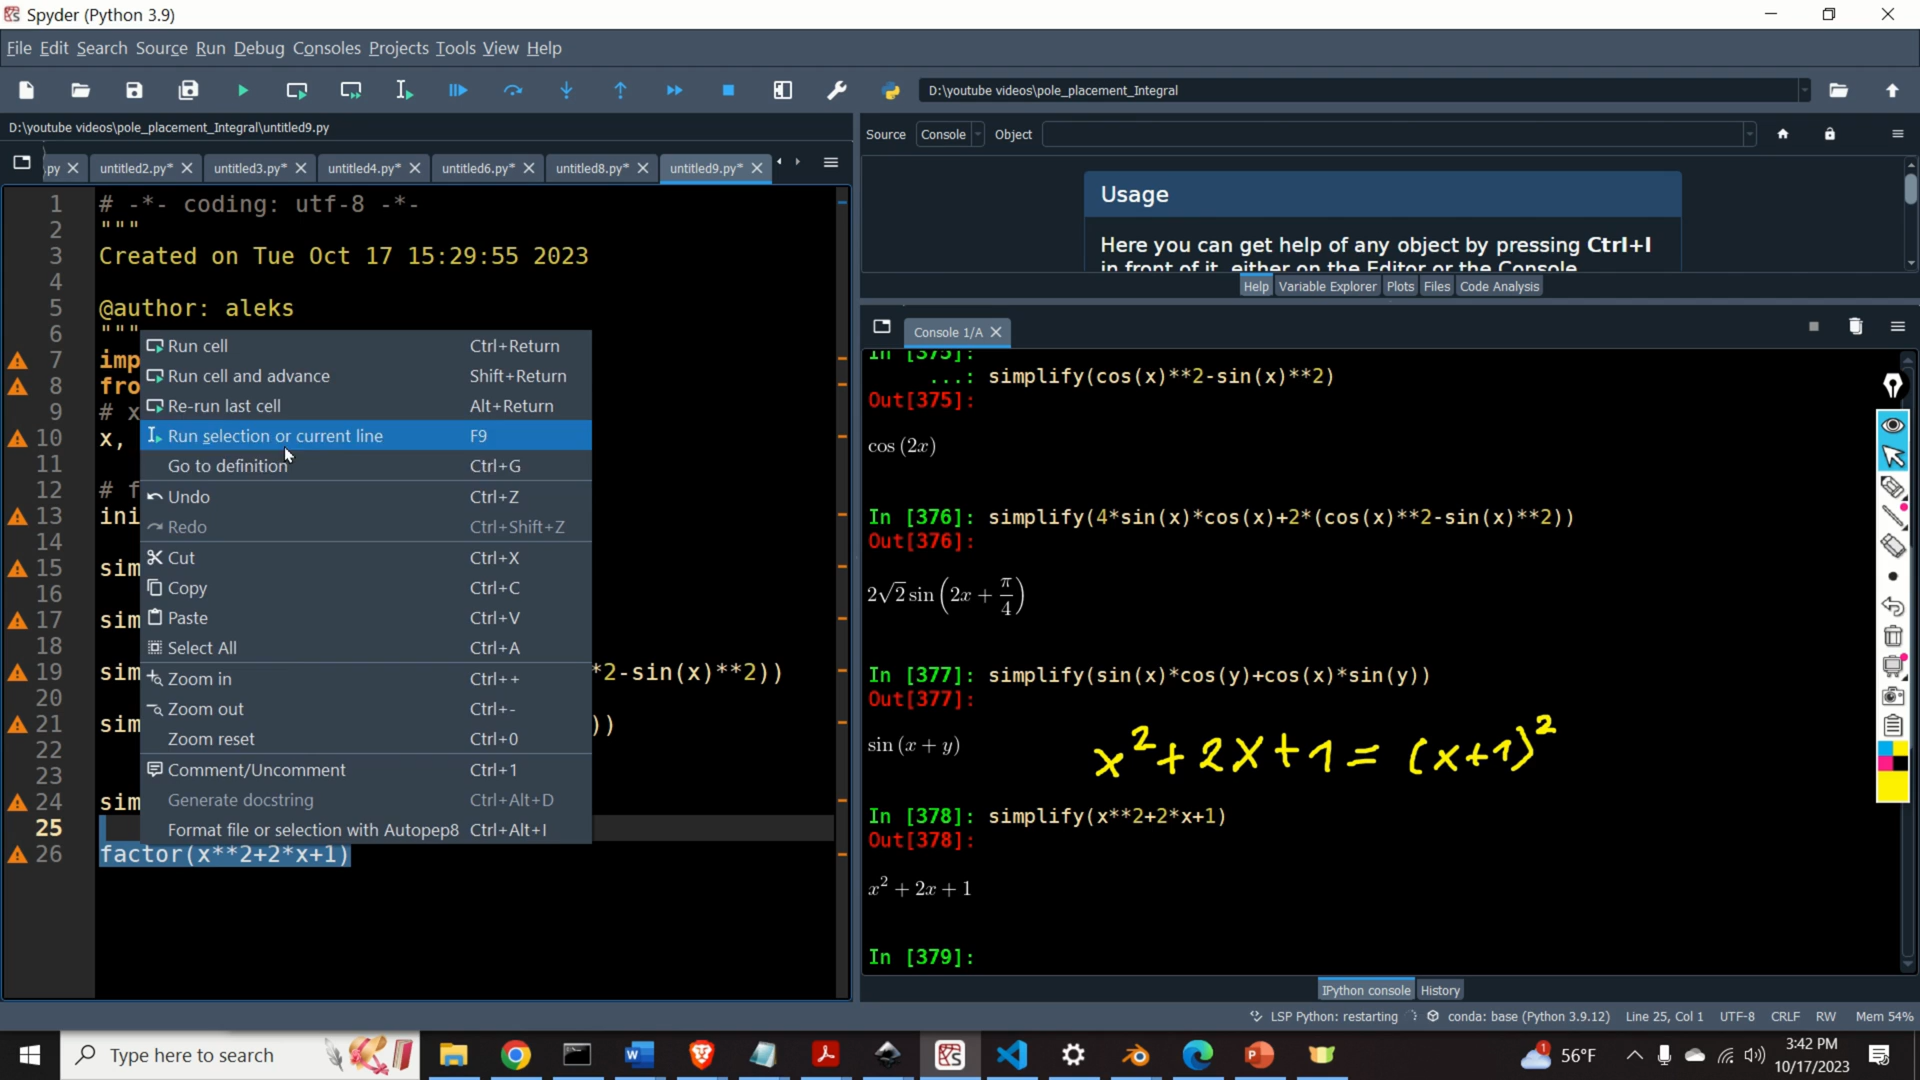 Spyder (Python 3.9)
File Edit Search Source Run Debug Consoles Projects Tools View Help
D:\youtube videos\pole_placement_Integral
D:\youtube videos\pole_placement_Integral\untitled9.py
.py untitled2.py* untitled3.py* untitled4.py* untitled6.py* untitled8.py* untitled9.py*
1 # -*- coding: utf-8 -*-
2 """
3 Created on Tue Oct 17 15:29:55 2023
4
5 @author: aleks
6 """
7 imp
8 fro
9 # x
10 x,
11
12 # f
13 ini
14
15 sim
16
17 sim
18
19 sim *2-sin(x)**2))
20
21 sim ))
22
23
24 sim
25
26 factor(x**2+2*x+1)
Run cell Ctrl+Return
Run cell and advance Shift+Return
Re-run last cell Alt+Return
Run selection or current line F9
Go to definition Ctrl+G
Undo Ctrl+Z
Redo Ctrl+Shift+Z
Cut Ctrl+X
Copy Ctrl+C
Paste Ctrl+V
Select All Ctrl+A
Zoom in Ctrl++
Zoom out Ctrl+-
Zoom reset Ctrl+0
Comment/Uncomment Ctrl+1
Generate docstring Ctrl+Alt+D
Format file or selection with Autopep8 Ctrl+Alt+I
Source Console Object
Usage
Here you can get help of any object by pressing Ctrl+I
in front of it, either on the Editor or the Console.
Help Variable Explorer Plots Files Code Analysis
Console 1/A
In [375]:
...: simplify(cos(x)**2-sin(x)**2)
Out[375]:
cos (2x)
In [376]: simplify(4*sin(x)*cos(x)+2*(cos(x)**2-sin(x)**2))
Out[376]:
2√2 sin (2x + π/4)
In [377]: simplify(sin(x)*cos(y)+cos(x)*sin(y))
Out[377]:
sin (x + y)
x²+2x+1=(x+1)²
In [378]: simplify(x**2+2*x+1)
Out[378]:
x² + 2x + 1
In [379]:
IPython console History
LSP Python: restarting conda: base (Python 3.9.12) Line 25, Col 1 UTF-8 CRLF RW Mem 54%
Type here to search
1 56°F
3:42 PM
10/17/2023